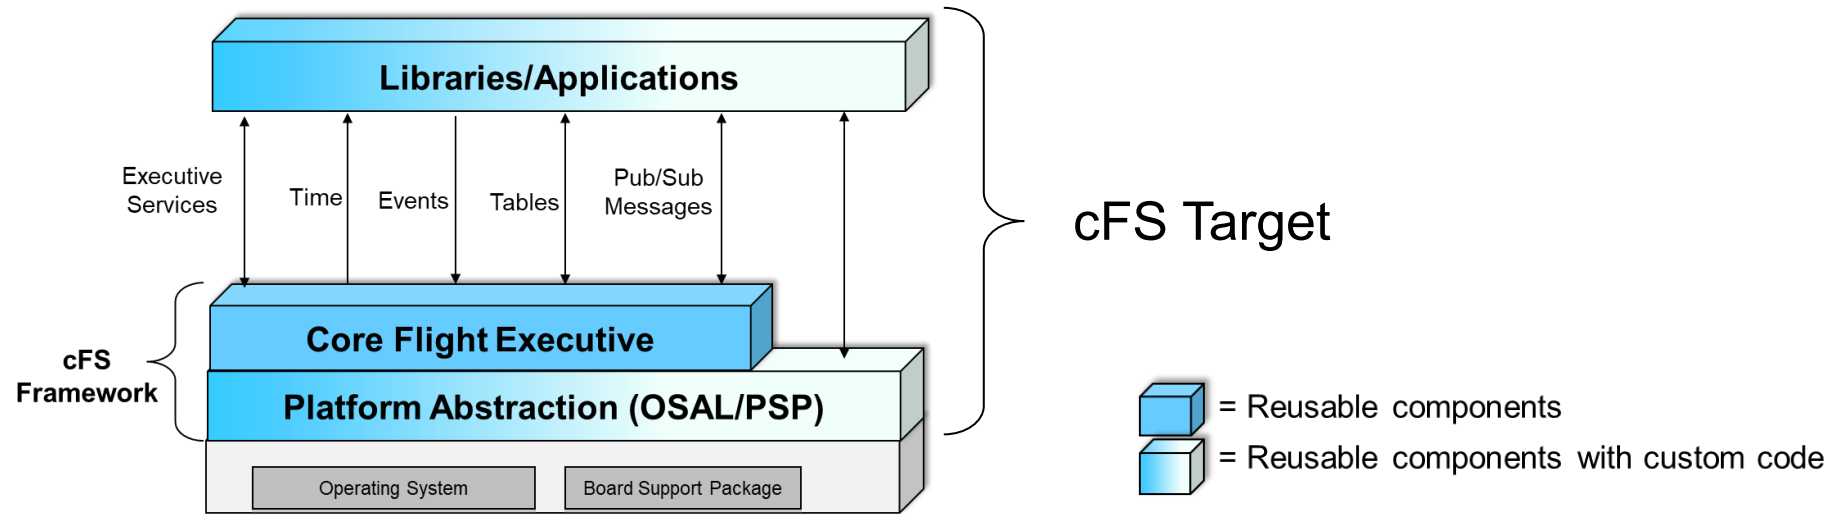 Libraries/Applications
Executive
Services
Time
Events
Tables
Pub/Sub
Messages
cFS Target
cFS
Framework
Core Flight Executive
Platform Abstraction (OSAL/PSP)
Operating System
Board Support Package
= Reusable components
= Reusable components with custom code